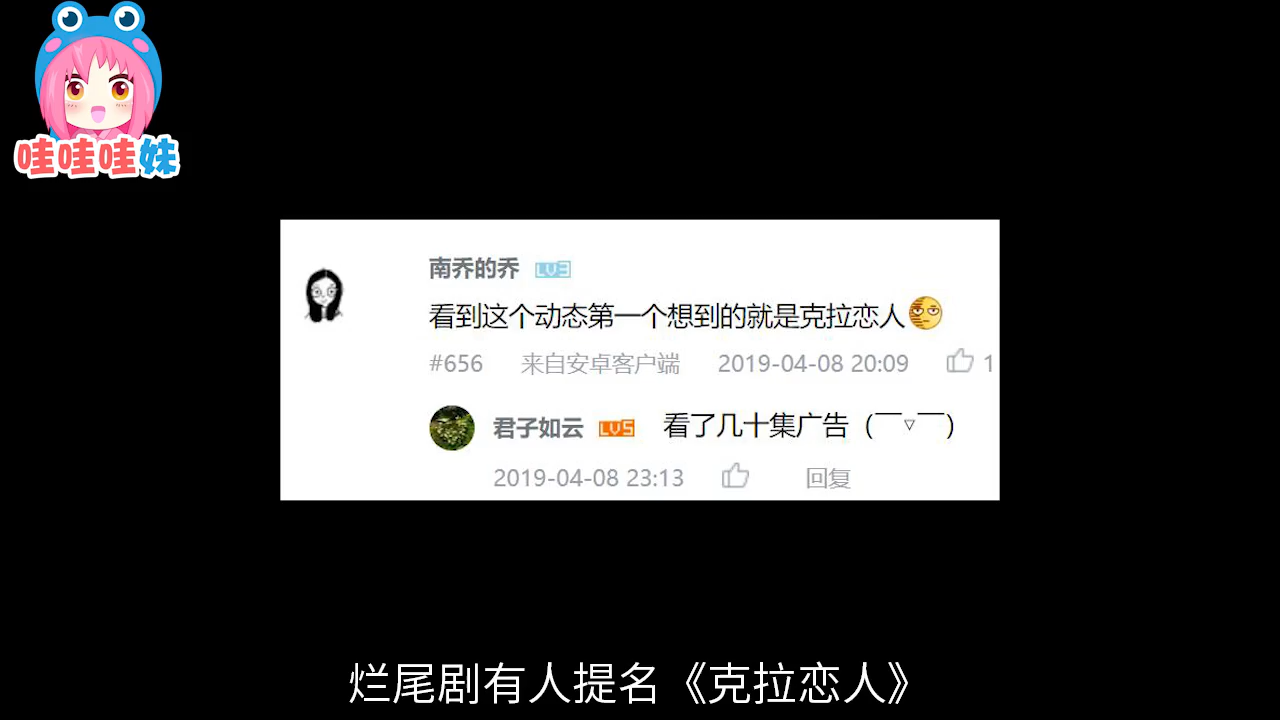 哇哇哇妹
南乔的乔 LV3
看到这个动态第一个想到的就是克拉恋人
#656 来自安卓客户端 2019-04-08 20:09 1
君子如云 LV5 看了几十集广告（￣▽￣）
2019-04-08 23:13 回复
烂尾剧有人提名《克拉恋人》